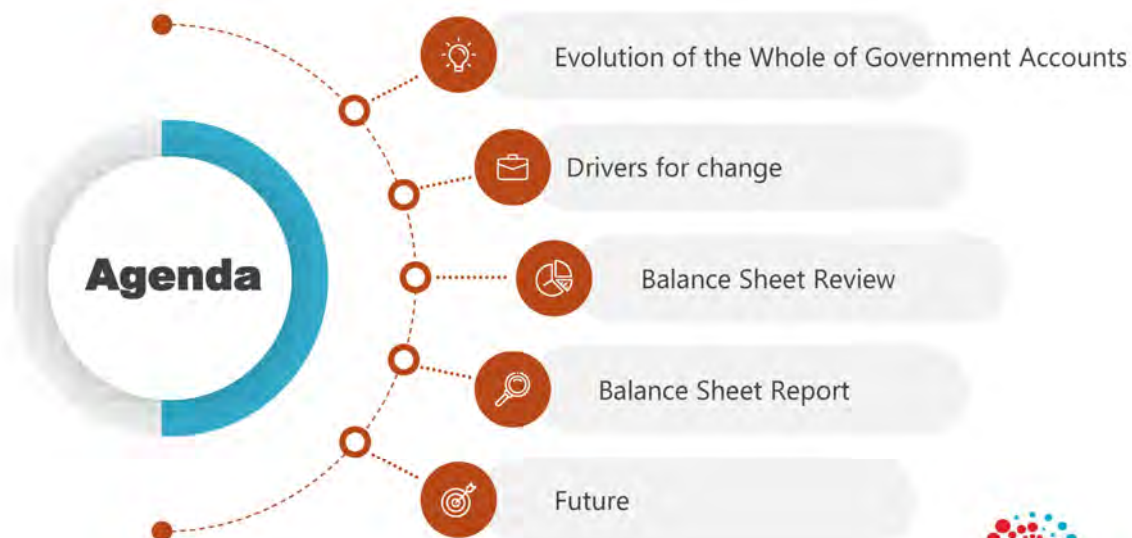 Agenda
Evolution of the Whole of Government Accounts
Drivers for change
Balance Sheet Review
Balance Sheet Report
Future